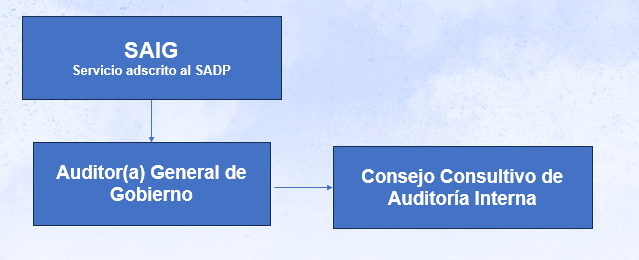 SAIG
Servicio adscrito al SADP
Auditor(a) General de
Gobierno
Consejo Consultivo de
Auditoría Interna